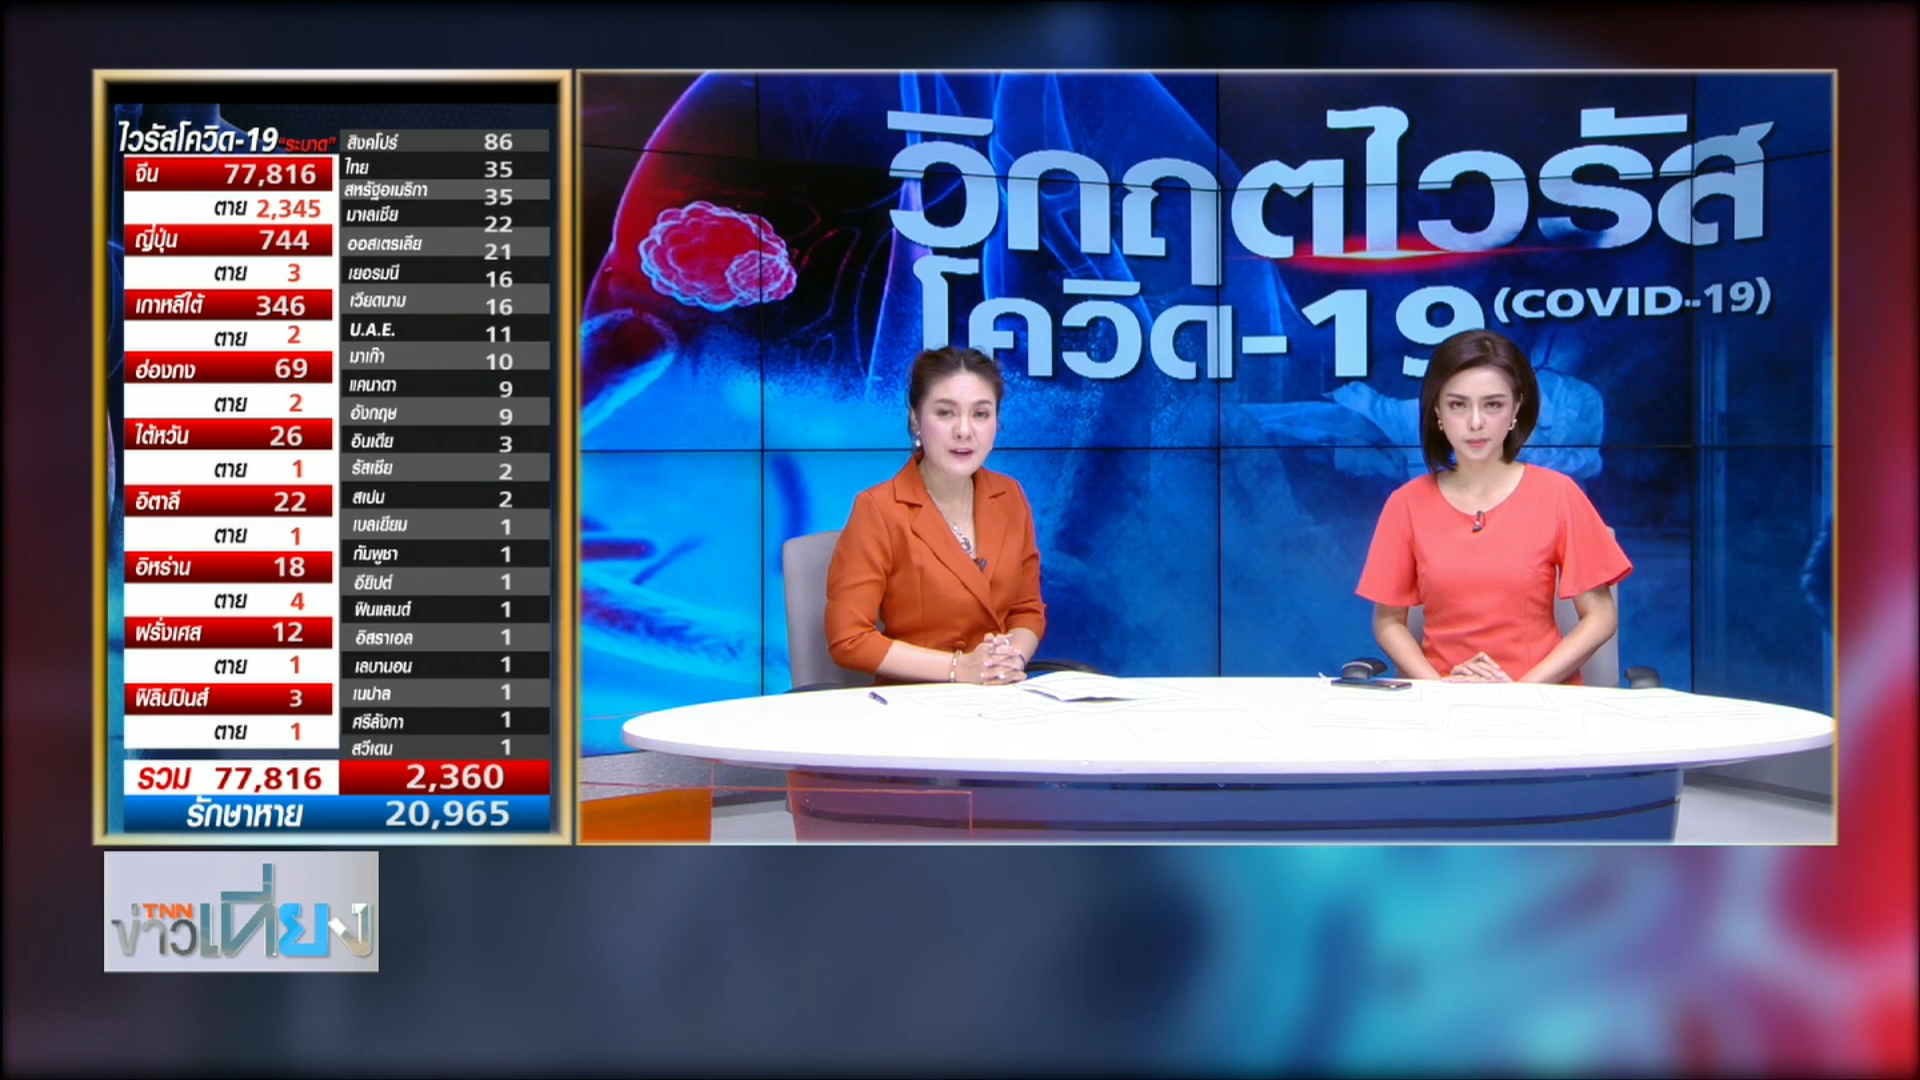 ไวรัสโควิด-19 "ระบาด"
จีน 77,816
ตาย 2,345
ญี่ปุ่น 744
ตาย 3
เกาหลีใต้ 346
ตาย 2
ฮ่องกง 69
ตาย 2
ไต้หวัน 26
ตาย 1
อิตาลี 22
ตาย 1
อิหร่าน 18
ตาย 4
ฝรั่งเศส 12
ตาย 1
ฟิลิปปินส์ 3
ตาย 1
สิงคโปร์ 86
ไทย 35
สหรัฐอเมริกา 35
มาเลเซีย 22
ออสเตรเลีย 21
เยอรมนี 16
เวียดนาม 16
U.A.E. 11
มาเก๊า 10
แคนาดา 9
อังกฤษ 9
อินเดีย 3
รัสเซีย 2
สเปน 2
เบลเยียม 1
กัมพูชา 1
อียิปต์ 1
ฟินแลนด์ 1
อิสราเอล 1
เลบานอน 1
เนปาล 1
ศรีลังกา 1
สวีเดน 1
รวม 77,816 2,360
รักษาหาย 20,965
วิกฤตไวรัส
โควิด-19 (COVID-19)
TNN
ข่าวเที่ยง